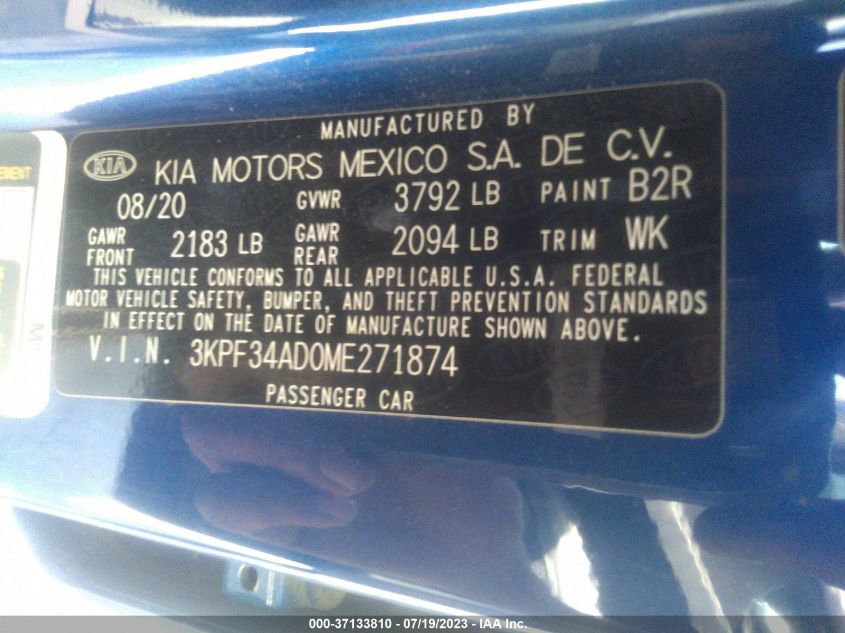 MANUFACTURED BY
KIA KIA MOTORS MEXICO S.A. DE C.V.
08/20 GVWR 3792 LB PAINT B2R
GAWR FRONT 2183 LB GAWR REAR 2094 LB TRIM WK
THIS VEHICLE CONFORMS TO ALL APPLICABLE U.S.A. FEDERAL
MOTOR VEHICLE SAFETY, BUMPER, AND THEFT PREVENTION STANDARDS
IN EFFECT ON THE DATE OF MANUFACTURE SHOWN ABOVE.
V.I.N. 3KPF34AD0ME271874
PASSENGER CAR
000-37133810 - 07/19/2023 - IAA Inc.